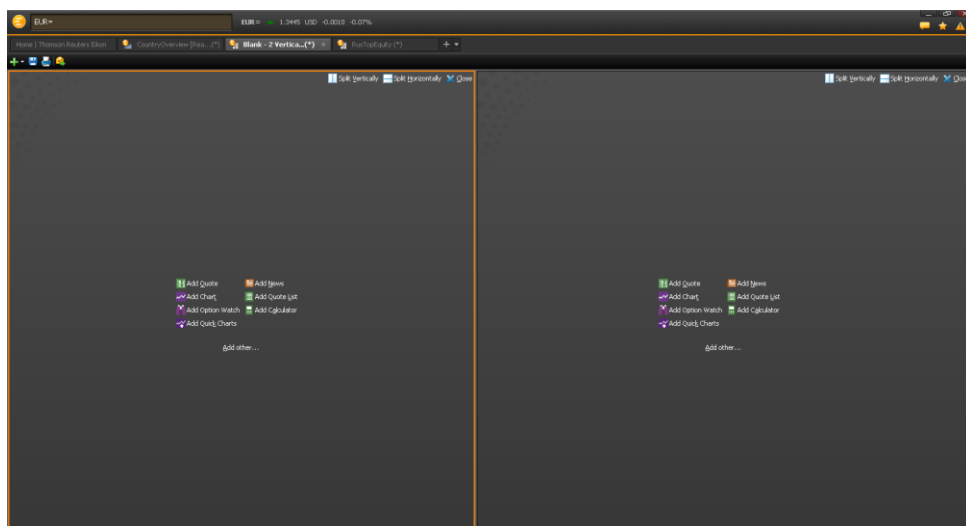 EUR=
EUR= 1.3445 USD -0.0010 -0.07%
Home | Thomson Reuters Eikon
CountryOverview [Rea...(*)
Blank - 2 Vertica...(*)
RusTopEquity (*)
Split Vertically Split Horizontally Close
Split Vertically Split Horizontally Close
Add Quote Add News
Add Chart Add Quote List
Add Option Watch Add Calculator
Add Quick Charts
Add other...
Add Quote Add News
Add Chart Add Quote List
Add Option Watch Add Calculator
Add Quick Charts
Add other...